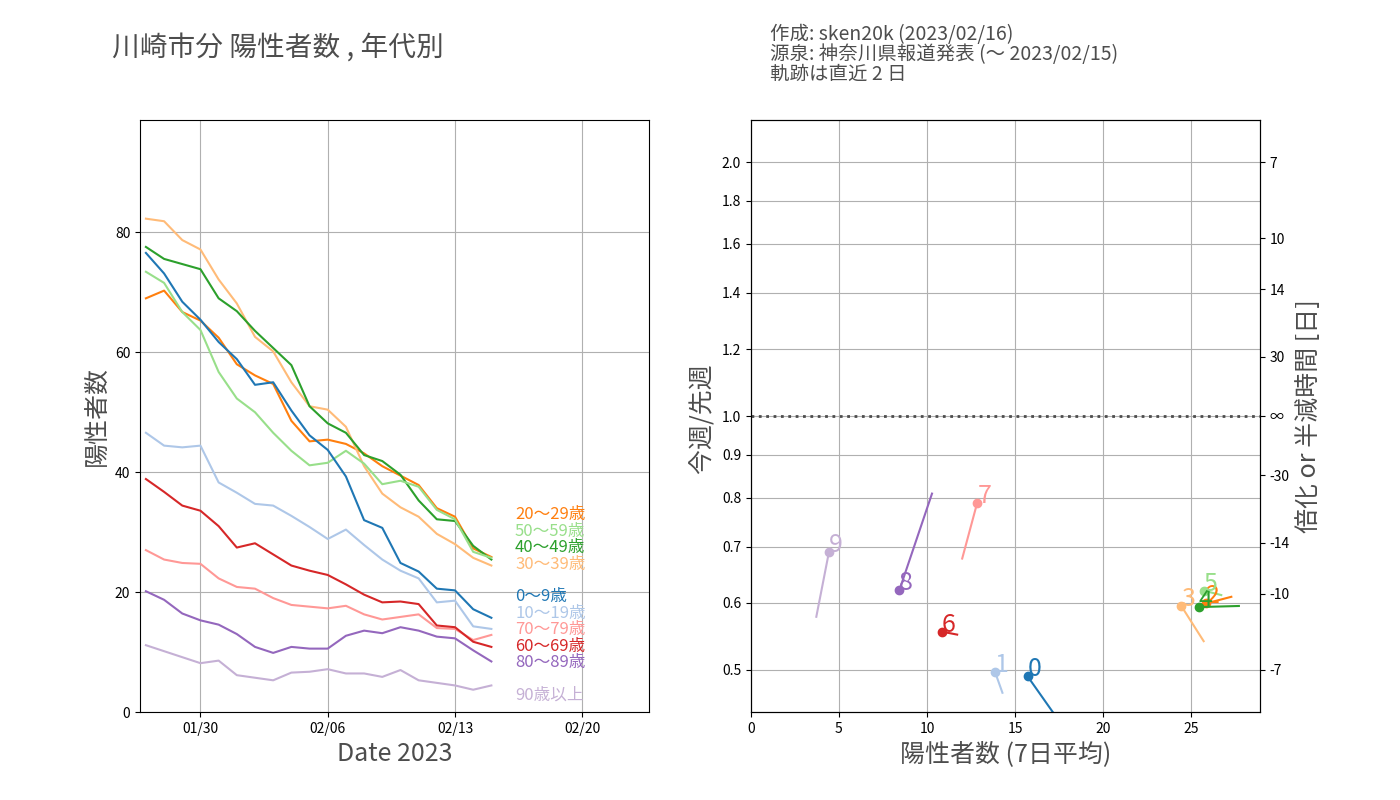 川崎市分 陽性者数 , 年代別
作成: sken20k (2023/02/16)
源泉: 神奈川県報道発表 (〜 2023/02/15)
軌跡は直近 2 日
陽性者数
80
60
40
20
0
01/30
02/06
02/13
02/20
Date 2023
20〜29歳
50〜59歳
40〜49歳
30〜39歳
0〜9歳
10〜19歳
70〜79歳
60〜69歳
80〜89歳
90歳以上
今週/先週
2.0
1.8
1.6
1.4
1.2
1.0
0.9
0.8
0.7
0.6
0.5
7
9
8
5
3
4
2
6
1
0
7
10
14
30
∞
-30
-14
-10
-7
倍化 or 半減時間 [日]
0
5
10
15
20
25
陽性者数 (7日平均)